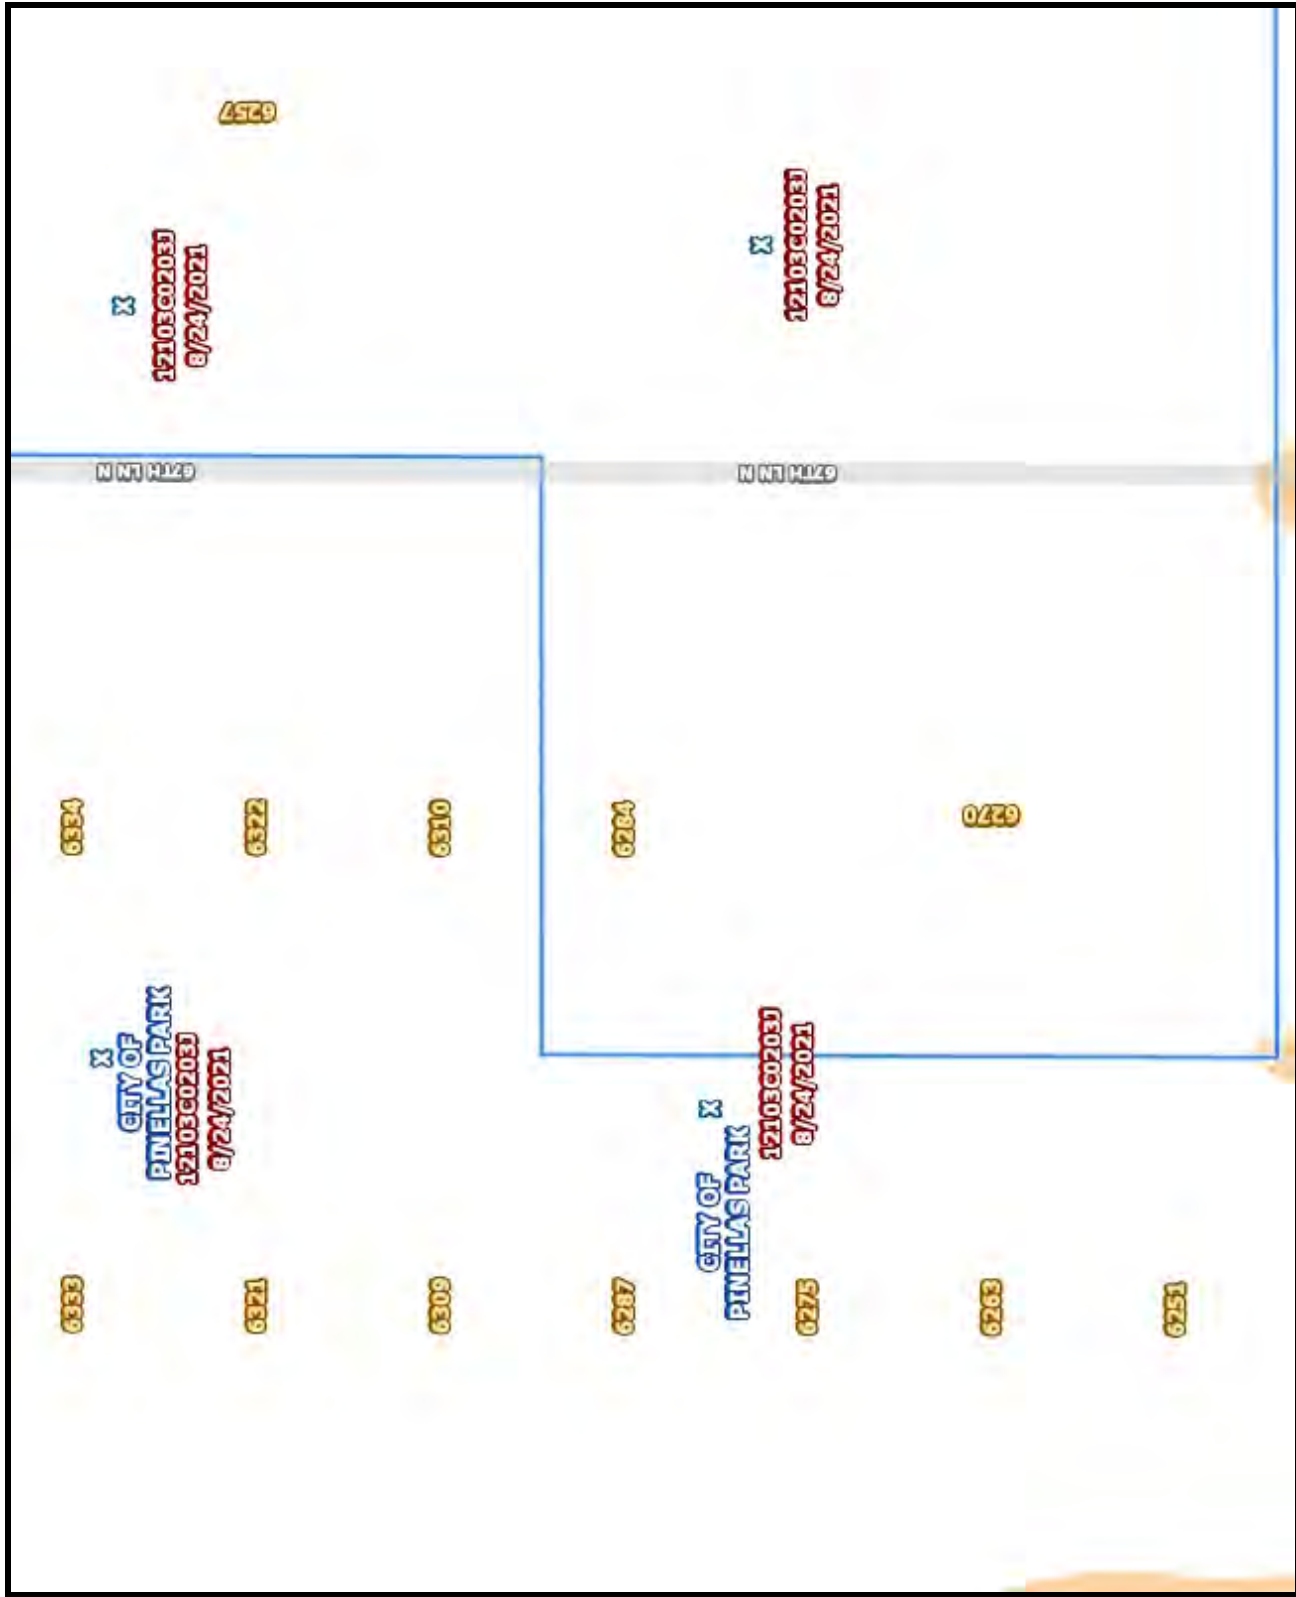 6257
X
12103C0203J
8/24/2021
X
12103C0203J
8/24/2021
67TH LN N
67TH LN N
6334
6322
6310
6284
6270
X
CITY OF
PINELLAS PARK
12103C0203J
8/24/2021
X
CITY OF
PINELLAS PARK
12103C0203J
8/24/2021
6333
6321
6309
6287
6275
6263
6251